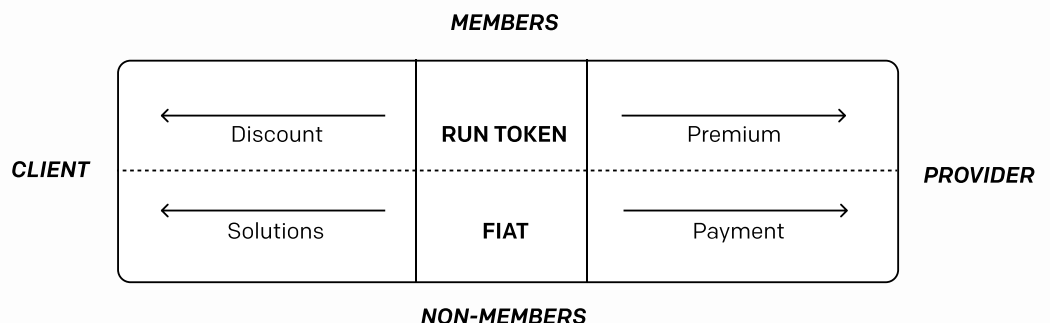 MEMBERS
Discount
RUN TOKEN
Premium
CLIENT
PROVIDER
Solutions
FIAT
Payment
NON-MEMBERS